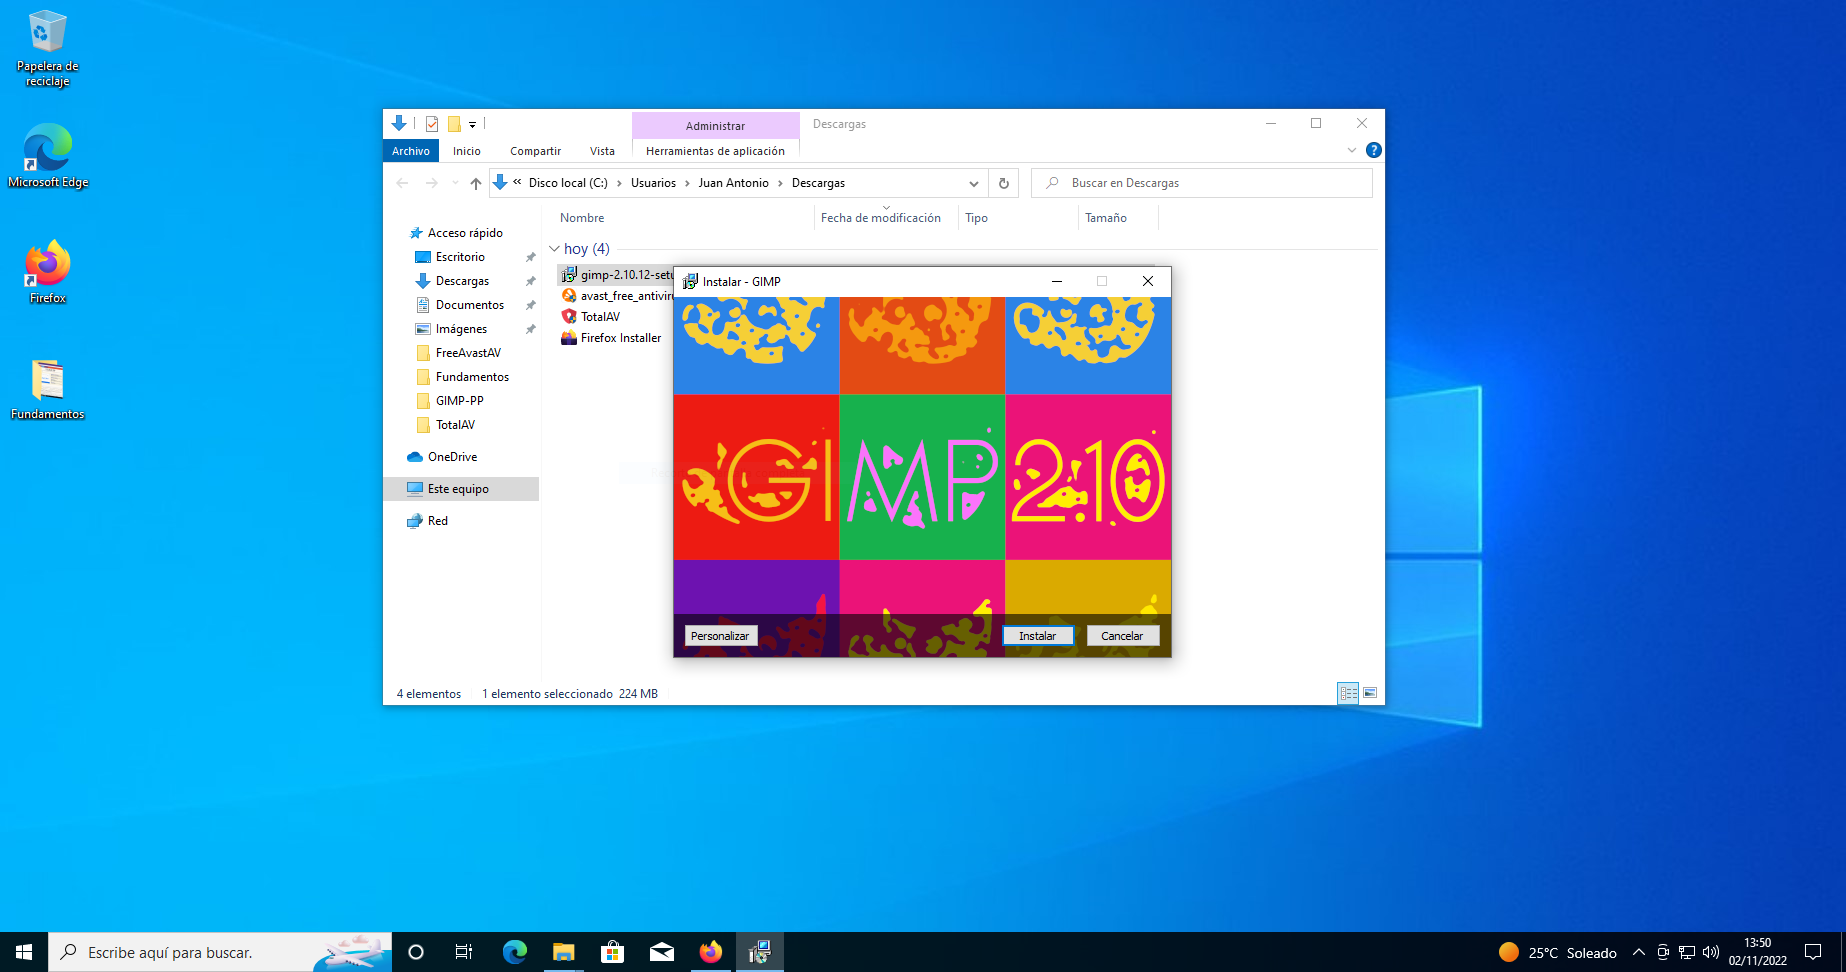 Papelera de
reciclaje
Microsoft Edge
Firefox
Fundamentos
Administrar
Descargas
Archivo
Inicio
Compartir
Vista
Herramientas de aplicación
« Disco local (C:) › Usuarios › Juan Antonio › Descargas
Buscar en Descargas
Nombre
Fecha de modificación
Tipo
Tamaño
Acceso rápido
Escritorio
Descargas
Documentos
Imágenes
FreeAvastAV
Fundamentos
GIMP-PP
TotalAV
OneDrive
Este equipo
Red
hoy (4)
gimp-2.10.12-setu
avast_free_antiviru
TotalAV
Firefox Installer
Instalar - GIMP
GIMP 2.10
Personalizar
Instalar
Cancelar
4 elementos
1 elemento seleccionado 224 MB
Escribe aquí para buscar.
25°C Soleado
13:50
02/11/2022